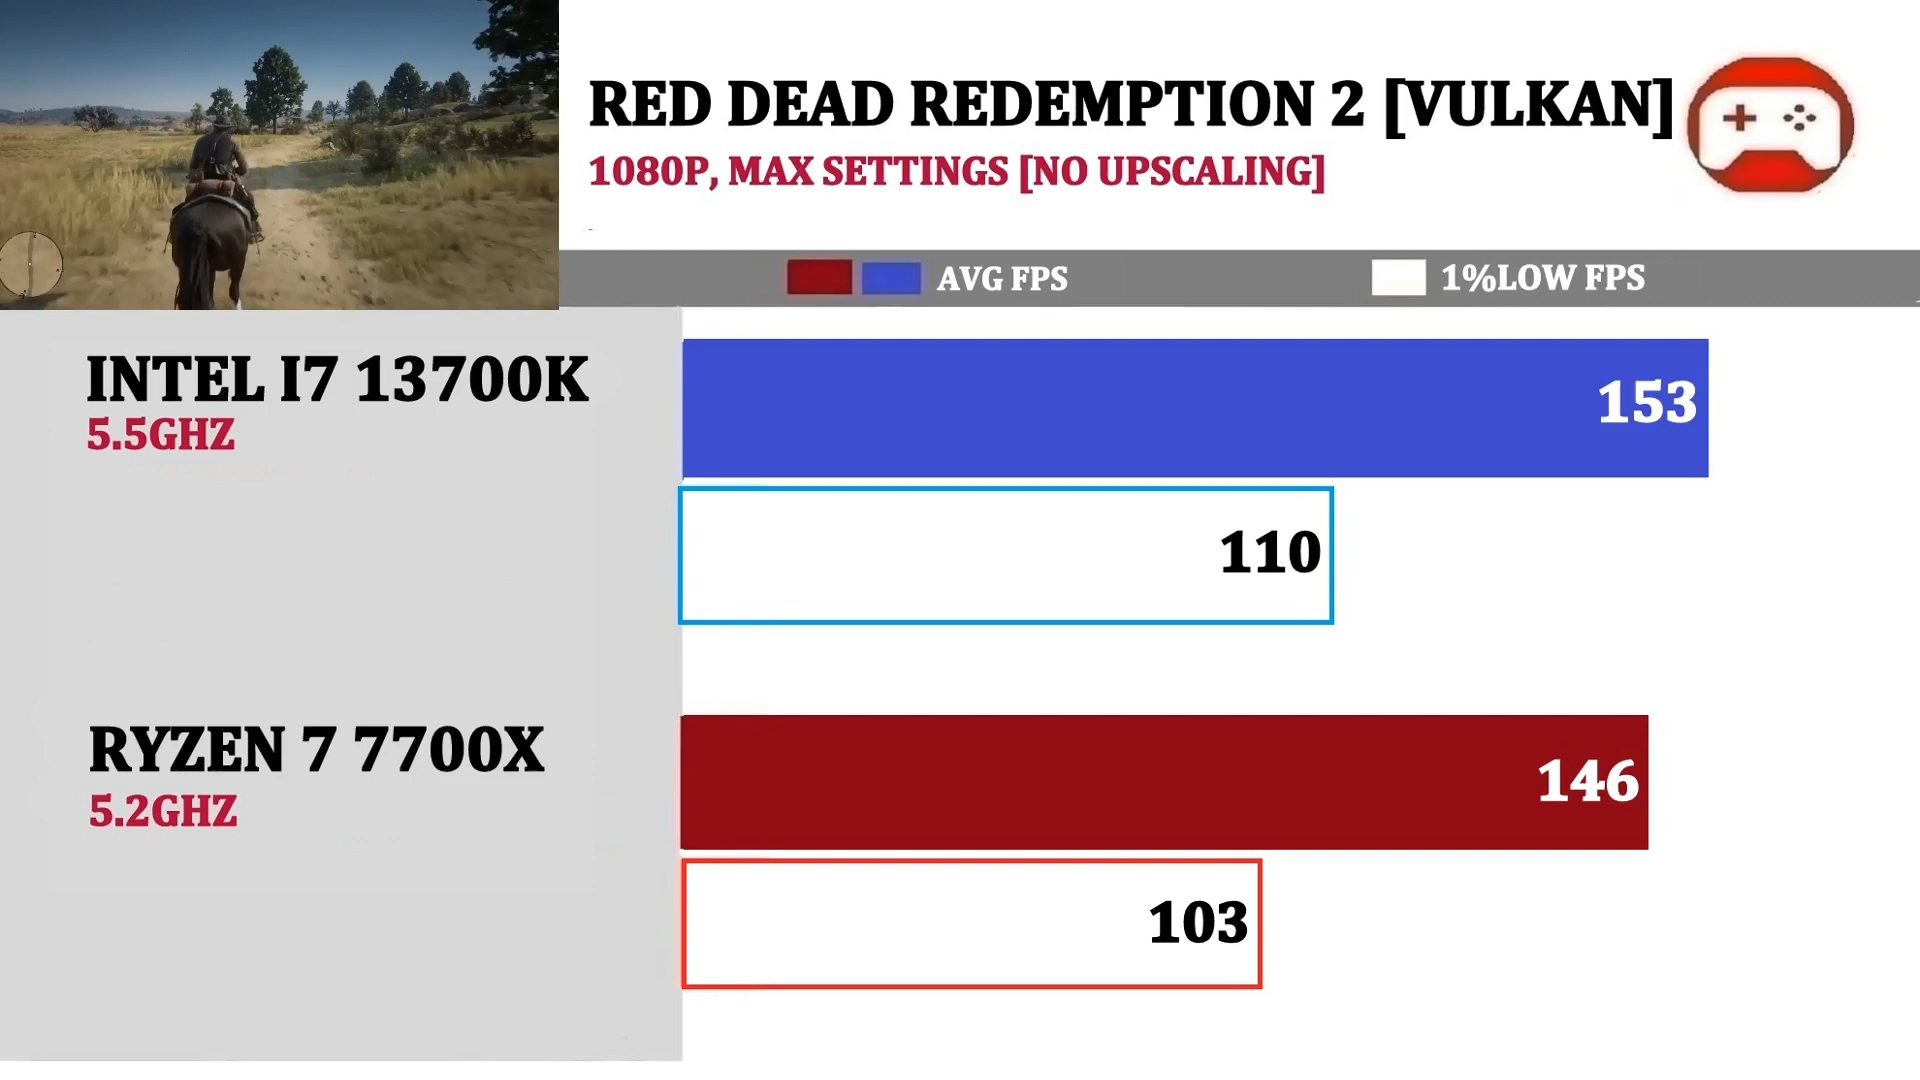 RED DEAD REDEMPTION 2 [VULKAN]
1080P, MAX SETTINGS [NO UPSCALING]
-
AVG FPS
1%LOW FPS
INTEL I7 13700K
5.5GHZ
153
110
RYZEN 7 7700X
5.2GHZ
146
103